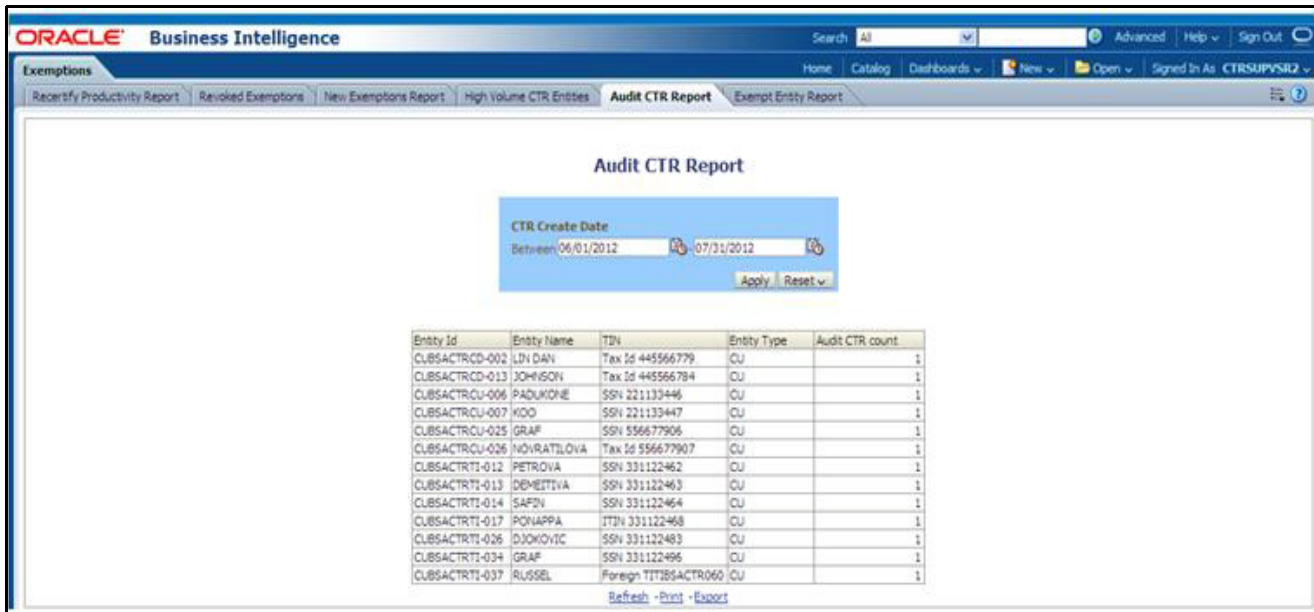 ORACLE Business Intelligence
Search All Advanced Help Sign Out
Exemptions
Home Catalog Dashboards New Open Signed In As CTRSUPVSR2
Recertify Productivity Report Revoked Exemptions New Exemptions Report High Volume CTR Entities Audit CTR Report Exempt Entity Report
Audit CTR Report
CTR Create Date
Between 06/01/2012 - 07/31/2012
Apply Reset
Entity Id Entity Name TIN Entity Type Audit CTR count
CUBSACTRCD-002 LIN DAN Tax Id 445566779 CU 1
CUBSACTRCD-013 JOHNSON Tax Id 445566784 CU 1
CUBSACTRCU-006 PADUKONE SSN 221133446 CU 1
CUBSACTRCU-007 KOO SSN 221133447 CU 1
CUBSACTRCU-025 GRAF SSN 556677906 CU 1
CUBSACTRCU-026 NOVRATILOVA Tax Id 556677907 CU 1
CUBSACTRTI-012 PETROVA SSN 331122462 CU 1
CUBSACTRTI-013 DEMEITIVA SSN 331122463 CU 1
CUBSACTRTI-014 SAFIN SSN 331122464 CU 1
CUBSACTRTI-017 PONAPPA ITIN 331122468 CU 1
CUBSACTRTI-026 DJOKOVIC SSN 331122483 CU 1
CUBSACTRTI-034 GRAF SSN 331122496 CU 1
CUBSACTRTI-037 RUSSEL Foreign TITIBSACTR060 CU 1
Refresh - Print - Export